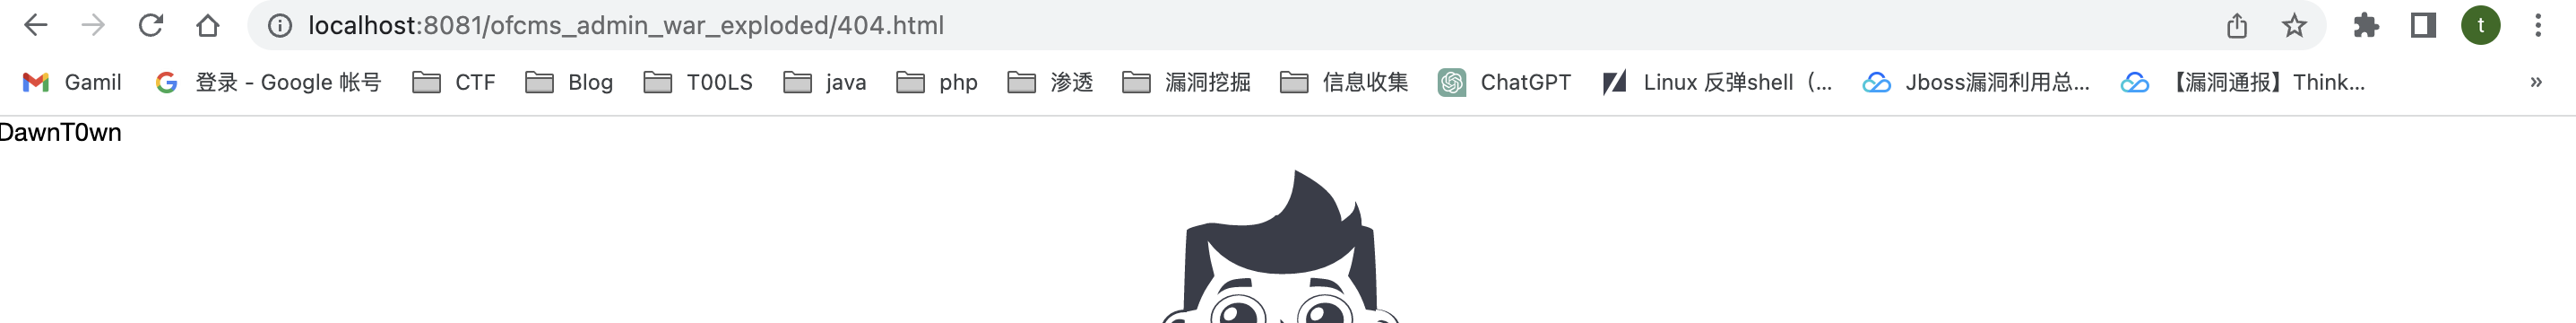 localhost:8081/ofcms_admin_war_exploded/404.html t
Gamil 登录 - Google 帐号 CTF Blog T00LS java php 渗透 漏洞挖掘 信息收集 ChatGPT Linux 反弹shell（... Jboss漏洞利用总... 【漏洞通报】Think... »
DawnT0wn